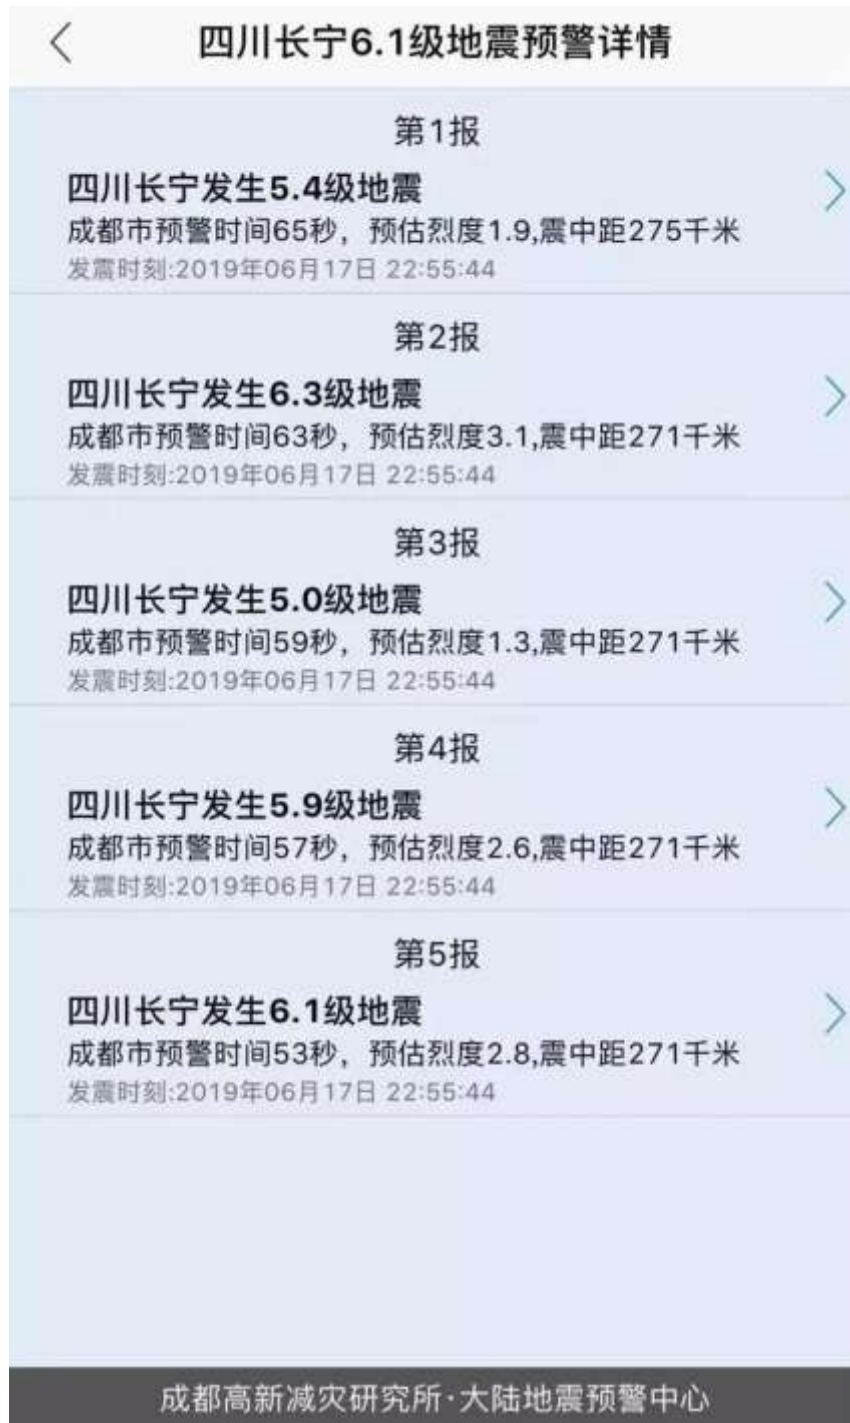 四川长宁6.1级地震预警详情
第1报
四川长宁发生5.4级地震
成都市预警时间65秒，预估烈度1.9,震中距275千米
发震时刻:2019年06月17日 22:55:44
第2报
四川长宁发生6.3级地震
成都市预警时间63秒，预估烈度3.1,震中距271千米
发震时刻:2019年06月17日 22:55:44
第3报
四川长宁发生5.0级地震
成都市预警时间59秒，预估烈度1.3,震中距271千米
发震时刻:2019年06月17日 22:55:44
第4报
四川长宁发生5.9级地震
成都市预警时间57秒，预估烈度2.6,震中距271千米
发震时刻:2019年06月17日 22:55:44
第5报
四川长宁发生6.1级地震
成都市预警时间53秒，预估烈度2.8,震中距271千米
发震时刻:2019年06月17日 22:55:44
成都高新减灾研究所·大陆地震预警中心